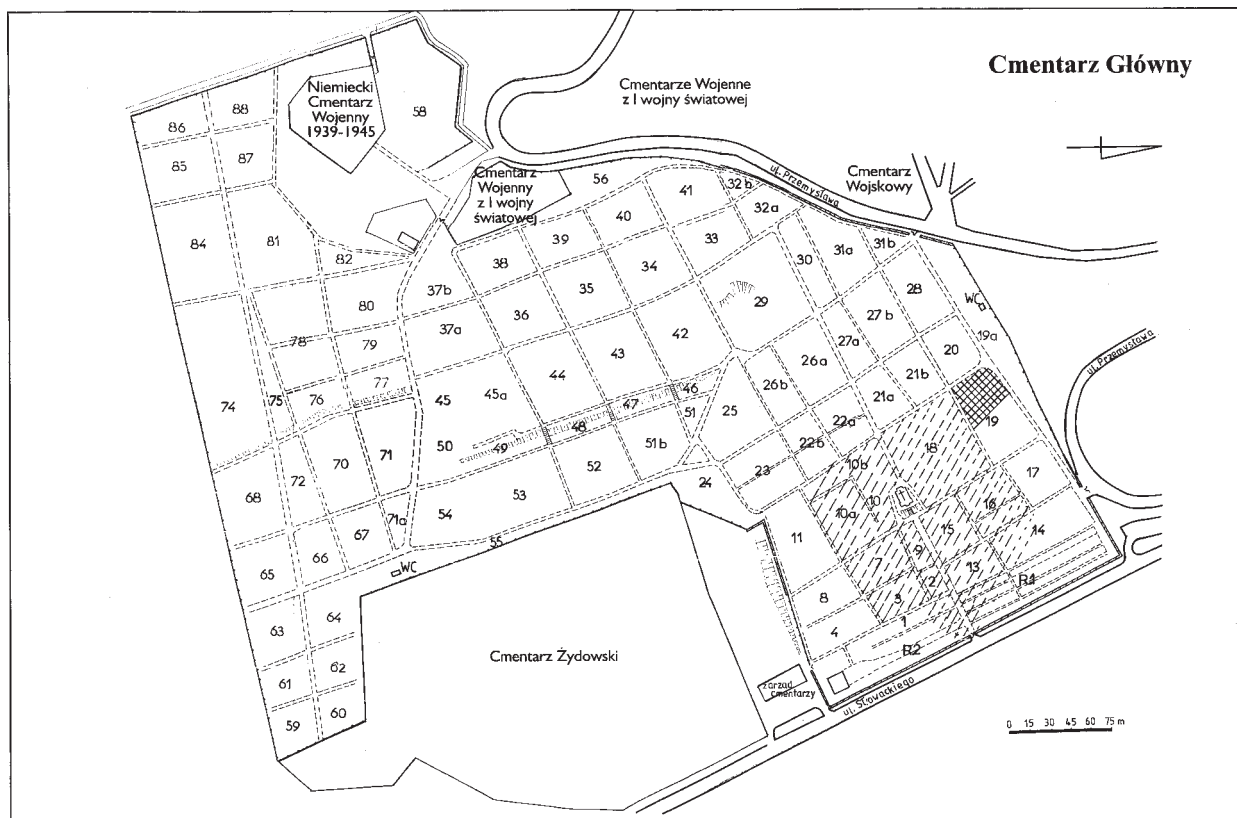 Cmentarz Główny
Cmentarze Wojenne
z I wojny światowej
Niemiecki
Cmentarz
Wojenny
1939-1945
58
88
86
87
85
Cmentarz
Wojenny
z I wojny
światowej
56
41
32 b
ul. Przemysława
Cmentarz
Wojskowy
32 a
40
39
38
33
30
31a
31b
84
81
82
34
35
37b
36
29
28
WC
80
27 b
37a
42
19a
ul. Przemysława
78
79
43
27a
20
77
44
26a
21b
26b
74
75
76
45
45a
46
47
51
25
21a
22a
19
48
18
50
49
51b
22b
71
70
72
52
23
10b
17
68
53
24
10
16
54
10a
71a
67
11
15
14
55
66
65
WC
7
9
13
R1
8
3
2
64
63
4
1
Cmentarz Żydowski
R2
62
61
zarząd
cmentarzy
ul. Słowackiego
60
59
0 15 30 45 60 75 m